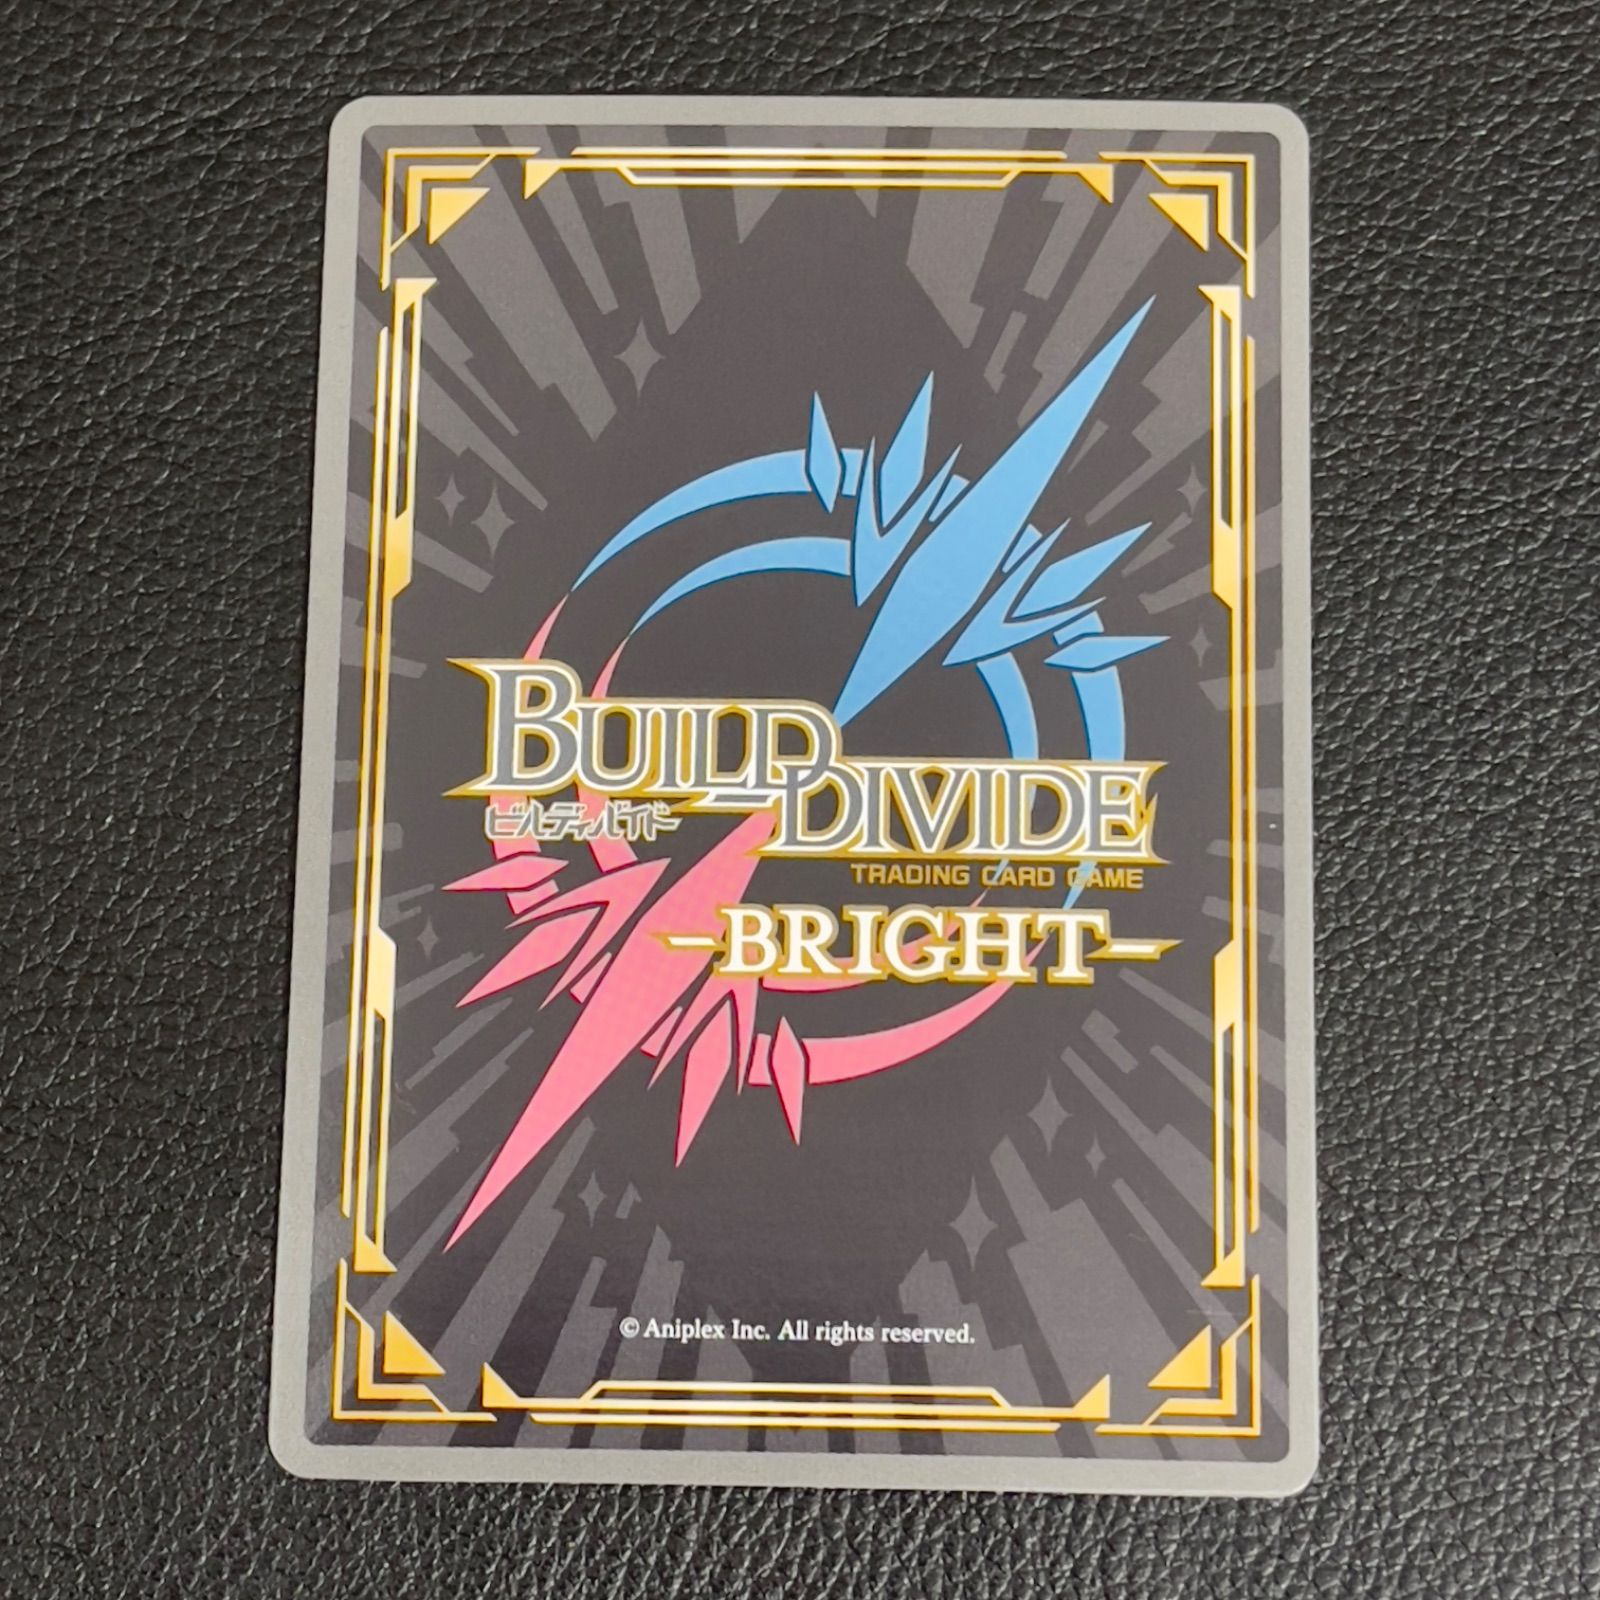 BUILD DIVIDE
ビルディバイド
TRADING CARD GAME
-BRIGHT-
© Aniplex Inc. All rights reserved.